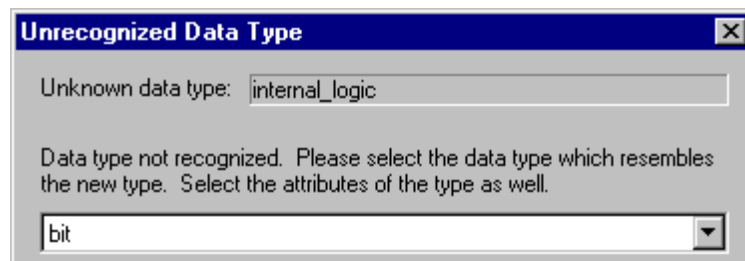 Unrecognized Data Type
Unknown data type: internal_logic
Data type not recognized. Please select the data type which resembles
the new type. Select the attributes of the type as well.
bit